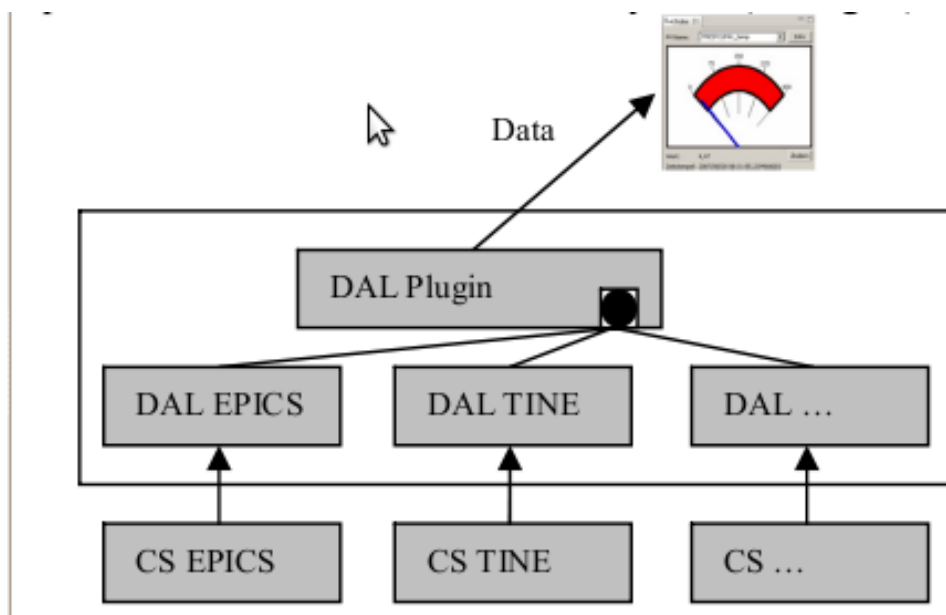 Data
DAL Plugin
DAL EPICS
DAL TINE
DAL ...
CS EPICS
CS TINE
CS ...